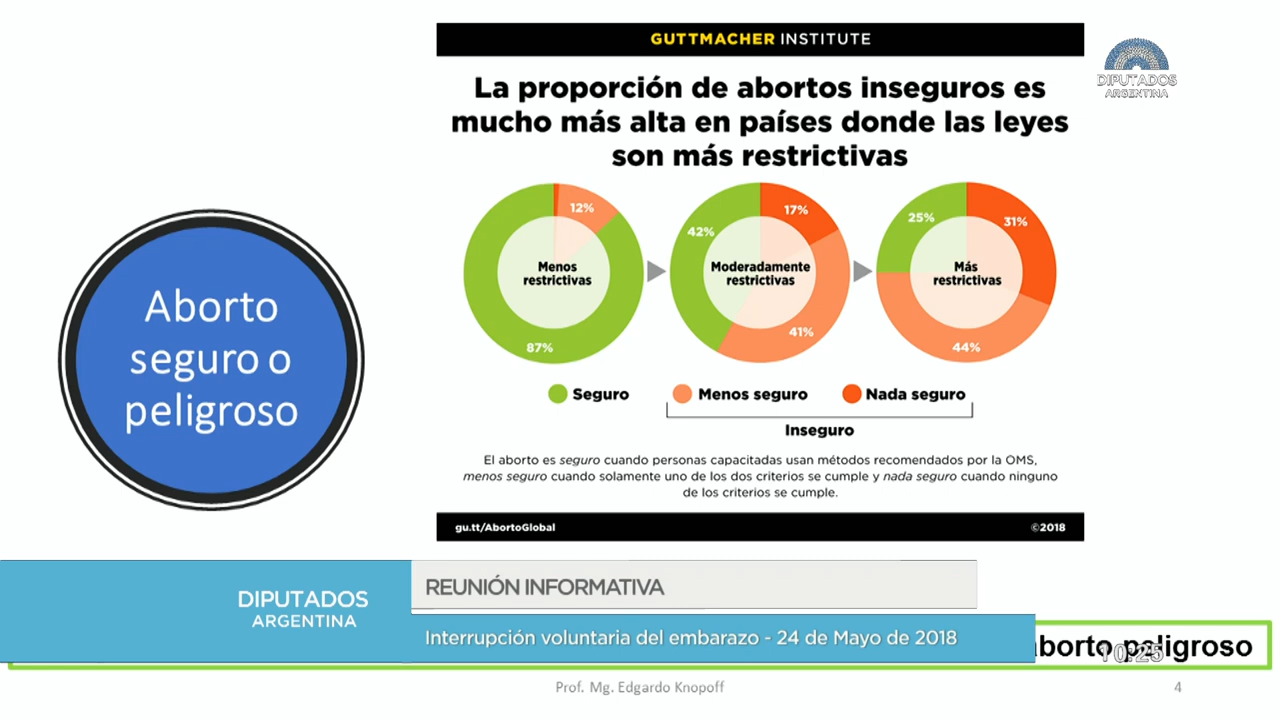 GUTTMACHER INSTITUTE
DIPUTADOS
ARGENTINA
La proporción de abortos inseguros es
mucho más alta en países donde las leyes
son más restrictivas
12%
87%
Menos
restrictivas
17%
42%
41%
Moderadamente
restrictivas
25%
31%
44%
Más
restrictivas
Aborto
seguro o
peligroso
Seguro
Menos seguro
Nada seguro
Inseguro
El aborto es seguro cuando personas capacitadas usan métodos recomendados por la OMS,
menos seguro cuando solamente uno de los dos criterios se cumple y nada seguro cuando ninguno
de los criterios se cumple.
gu.tt/AbortoGlobal
©2018
DIPUTADOS
ARGENTINA
REUNIÓN INFORMATIVA
Interrupción voluntaria del embarazo - 24 de Mayo de 2018
aborto peligroso
10:25
Prof. Mg. Edgardo Knopoff
4